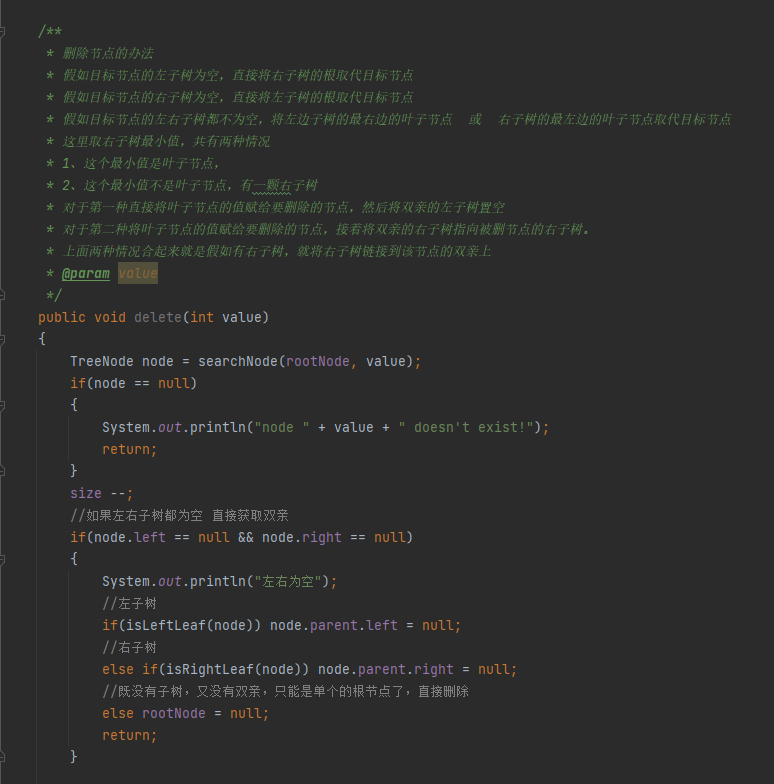 /**
 * 删除节点的办法
 * 假如目标节点的左子树为空，直接将右子树的根取代目标节点
 * 假如目标节点的右子树为空，直接将左子树的根取代目标节点
 * 假如目标节点的左右子树都不为空，将左边子树的最右边的叶子节点  或  右子树的最左边的叶子节点取代目标节点
 * 这里取右子树最小值，共有两种情况
 * 1、这个最小值是叶子节点，
 * 2、这个最小值不是叶子节点，有一颗右子树
 * 对于第一种直接将叶子节点的值赋给要删除的节点，然后将双亲的左子树置空
 * 对于第二种将叶子节点的值赋给要删除的节点，接着将双亲的右子树指向被删节点的右子树。
 * 上面两种情况合起来就是假如有右子树，就将右子树链接到该节点的双亲上
 * @param value
 */
public void delete(int value)
{
    TreeNode node = searchNode(rootNode, value);
    if(node == null)
    {
        System.out.println("node " + value + " doesn't exist!");
        return;
    }
    size --;
    //如果左右子树都为空 直接获取双亲
    if(node.left == null && node.right == null)
    {
        System.out.println("左右为空");
        //左子树
        if(isLeftLeaf(node)) node.parent.left = null;
        //右子树
        else if(isRightLeaf(node)) node.parent.right = null;
        //既没有子树，又没有双亲，只能是单个的根节点了，直接删除
        else rootNode = null;
        return;
    }